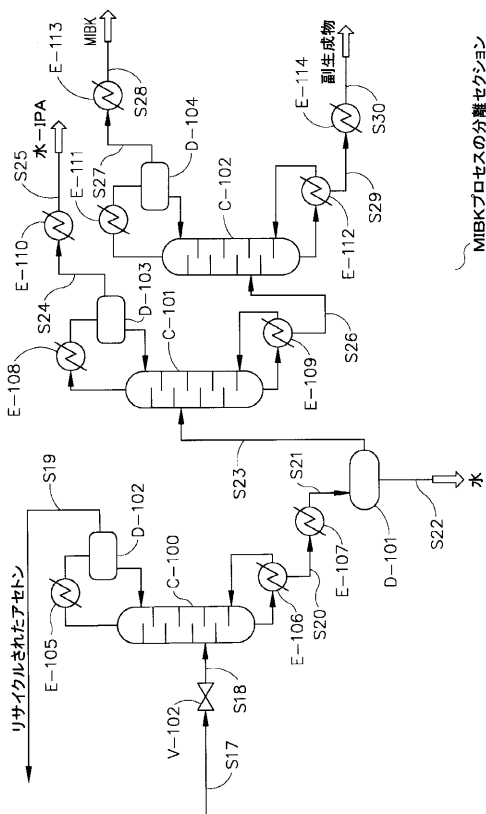 リサイクルされたアセトン
S19
E-105
D-102
C-100
V-102
S17
S18
E-106
S20
E-107
S21
D-101
S22
水
S23
E-108
D-103
C-101
S24
E-110
S25
水-IPA
E-109
S26
E-111
D-104
C-102
S27
E-113
S28
MIBK
E-112
S29
E-114
S30
副生成物
MIBKプロセスの分離セクション